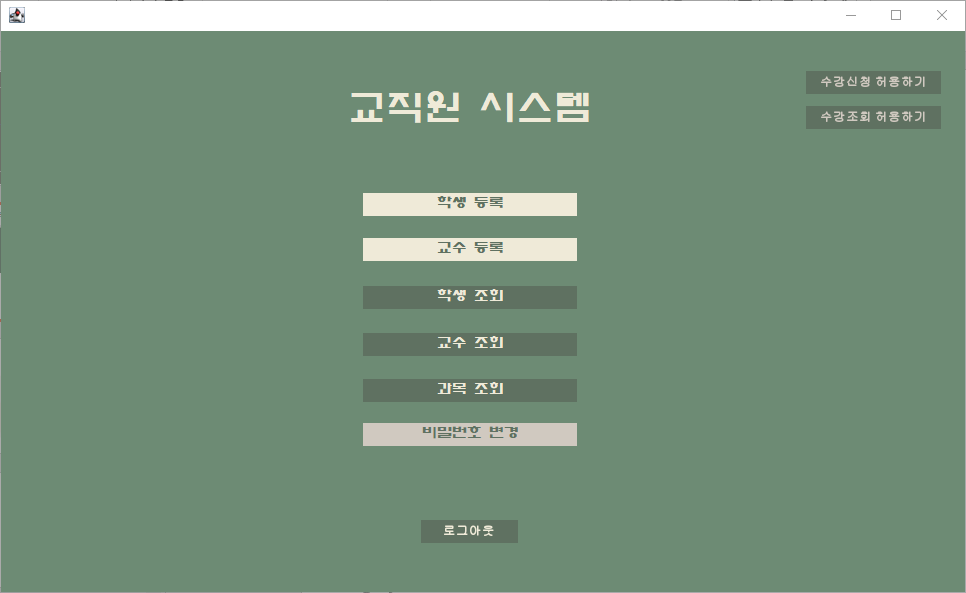 교직원 시스템
수강신청 허용하기
수강조회 허용하기
학생 등록
교수 등록
학생 조회
교수 조회
과목 조회
비밀번호 변경
로그아웃